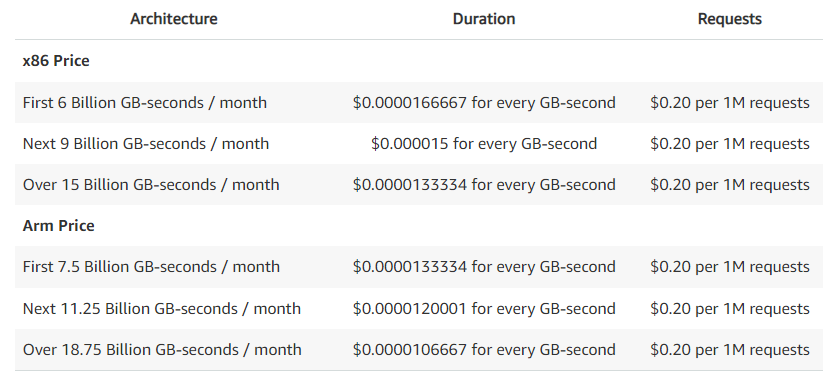 Architecture Duration Requests
x86 Price
First 6 Billion GB-seconds / month $0.0000166667 for every GB-second $0.20 per 1M requests
Next 9 Billion GB-seconds / month $0.000015 for every GB-second $0.20 per 1M requests
Over 15 Billion GB-seconds / month $0.0000133334 for every GB-second $0.20 per 1M requests
Arm Price
First 7.5 Billion GB-seconds / month $0.0000133334 for every GB-second $0.20 per 1M requests
Next 11.25 Billion GB-seconds / month $0.0000120001 for every GB-second $0.20 per 1M requests
Over 18.75 Billion GB-seconds / month $0.0000106667 for every GB-second $0.20 per 1M requests